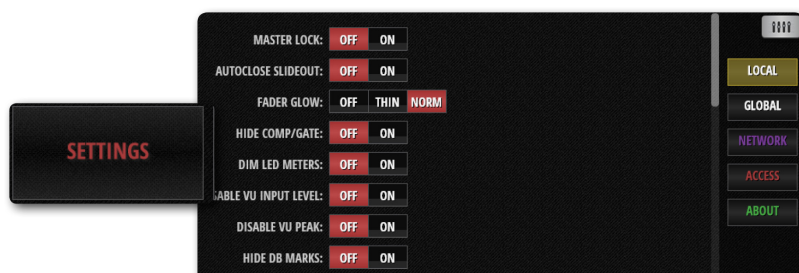 SETTINGS
MASTER LOCK: OFF ON
AUTOCLOSE SLIDEOUT: OFF ON
FADER GLOW: OFF THIN NORM
HIDE COMP/GATE: OFF ON
DIM LED METERS: OFF ON
SABLE VU INPUT LEVEL: OFF ON
DISABLE VU PEAK: OFF ON
HIDE DB MARKS: OFF ON
LOCAL
GLOBAL
NETWORK
ACCESS
ABOUT